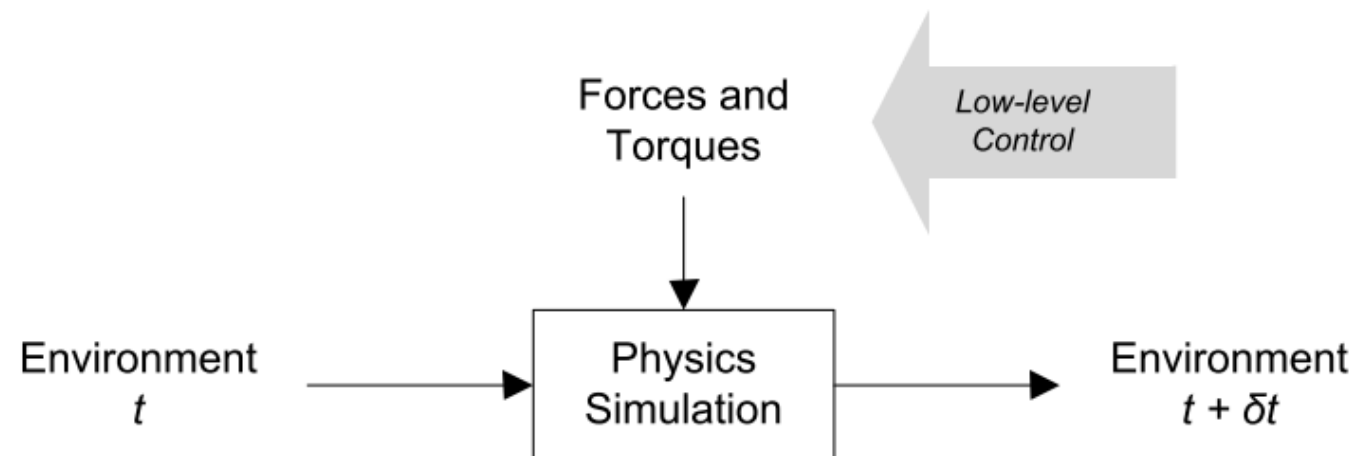 Forces and
Torques
Low-level
Control
Environment
t
Physics
Simulation
Environment
t + δt